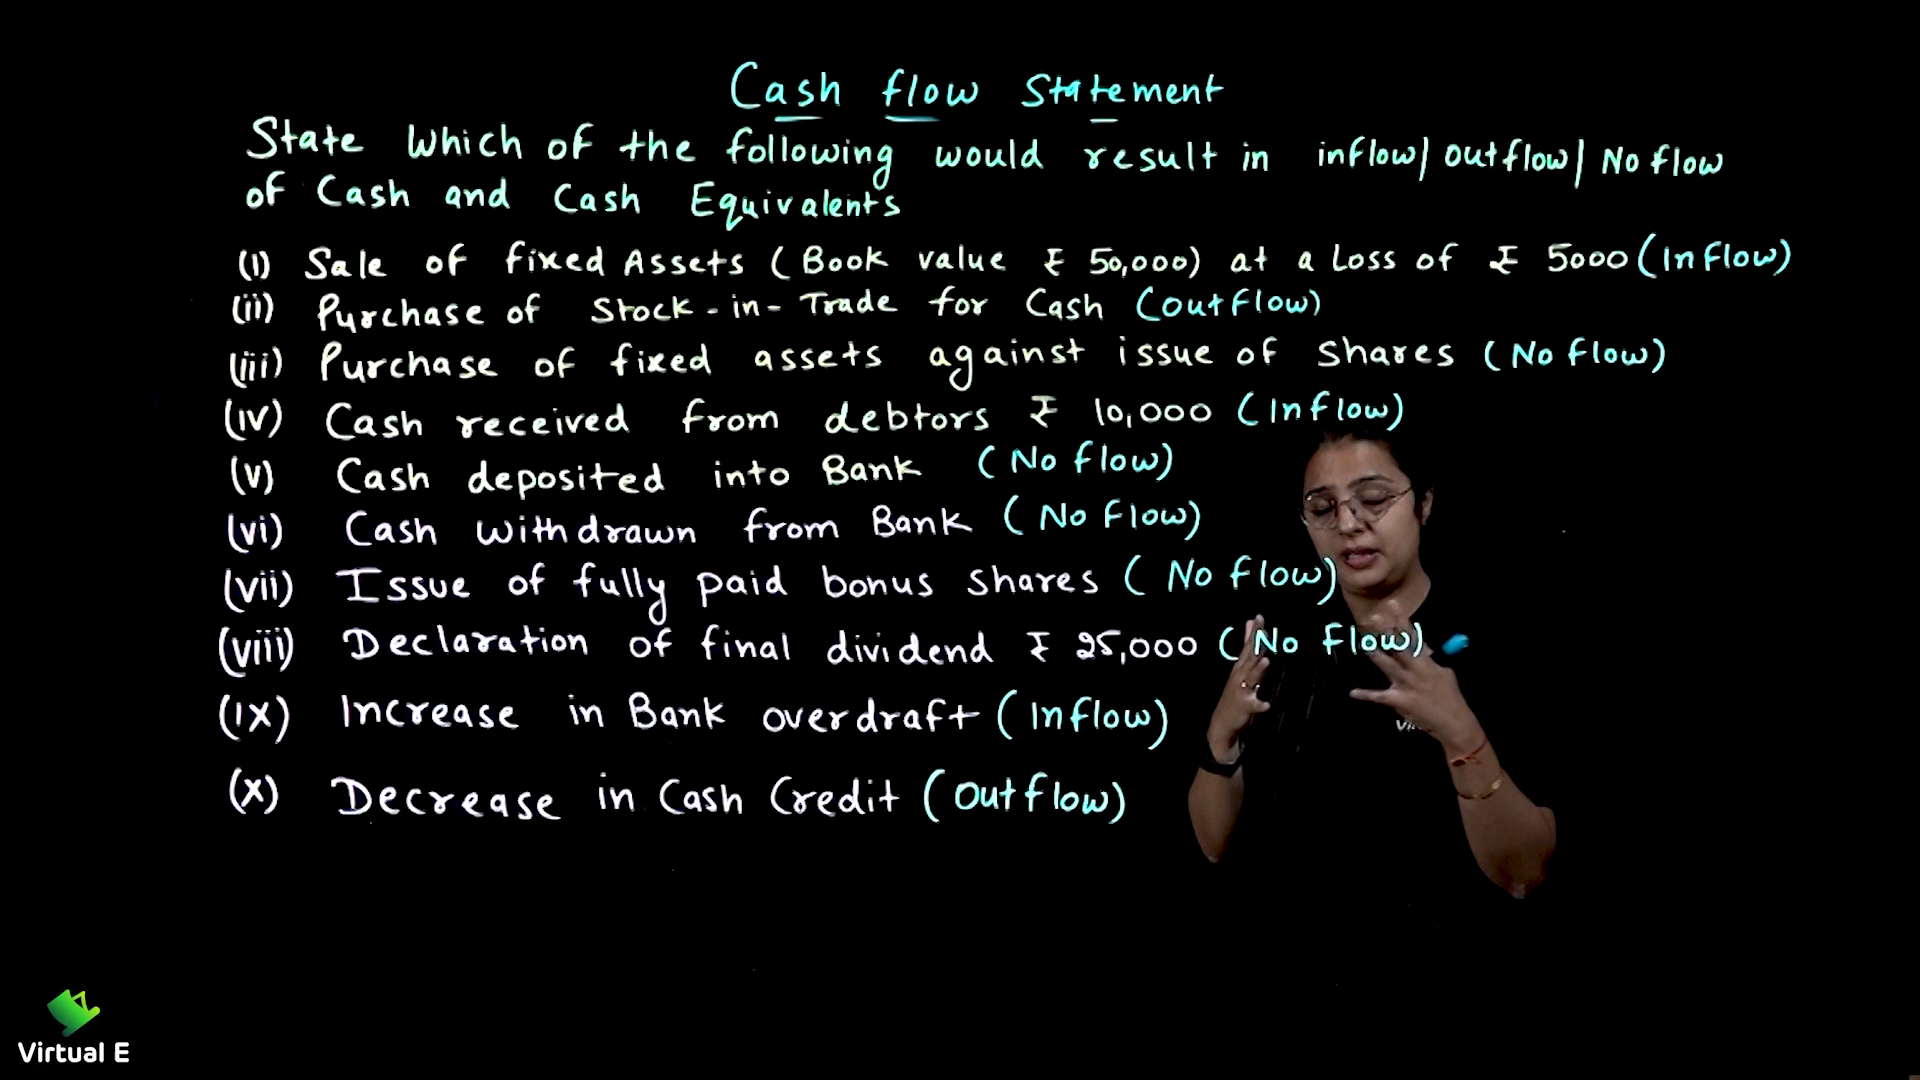 Cash flow Statement
State Which of the following would result in inflow/ outflow/ No flow
of Cash and Cash Equivalents
(i) Sale of fixed Assets (Book value ₹ 50,000) at a Loss of ₹ 5000 (Inflow)
(ii) Purchase of Stock-in-Trade for Cash (outflow)
(iii) Purchase of fixed assets against issue of shares (No flow)
(iv) Cash received from debtors ₹ 10,000 (Inflow)
(v) Cash deposited into Bank (No flow)
(vi) Cash withdrawn from Bank (No flow)
(vii) Issue of fully paid bonus shares (No flow)
(viii) Declaration of final dividend ₹ 25,000 (No flow)
(ix) Increase in Bank overdraft (Inflow)
(x) Decrease in Cash Credit (outflow)
Virtual E